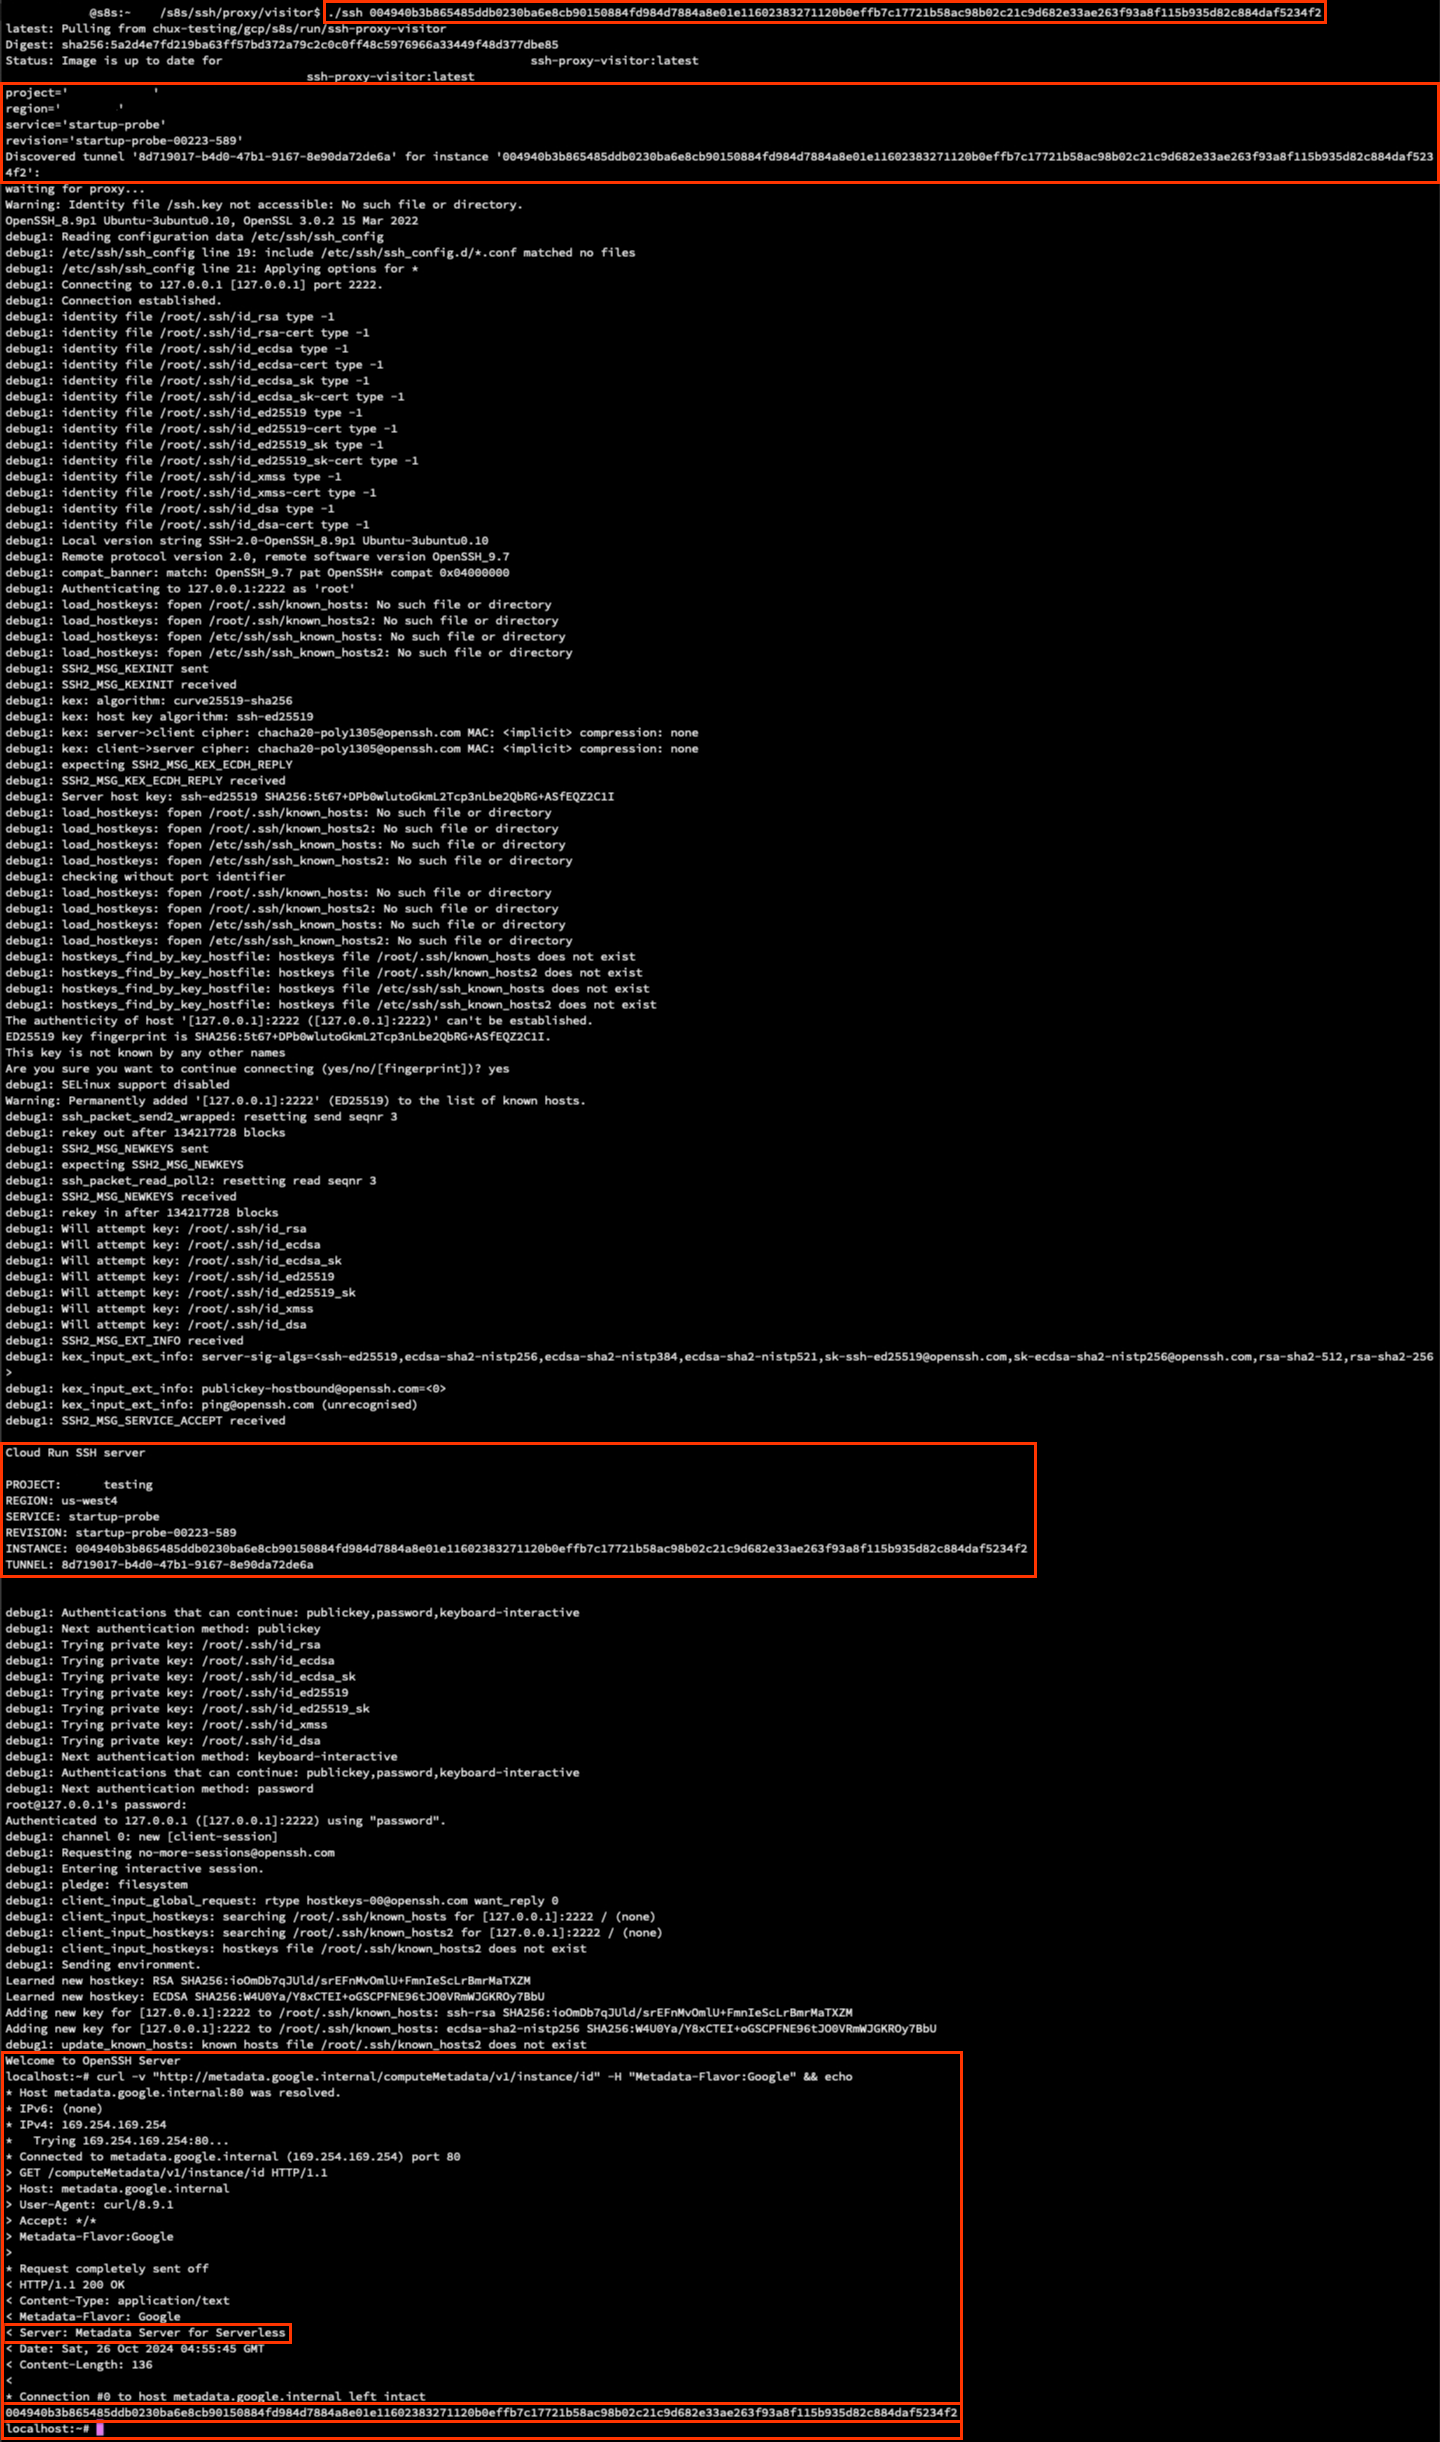 @s8s:~    /s8s/ssh/proxy/visitor$ ./ssh 004940b3b865485ddb0230ba6e8cb90150884fd984d7884a8e01e11602383271120b0effb7c17721b58ac98b02c21c9d682e33ae263f93a8f115b935d82c884daf5234f2
latest: Pulling from chux-testing/gcp/s8s/run/ssh-proxy-visitor
Digest: sha256:5a2d4e7fd219ba63ff57bd372a79c2c0c0ff48c5976966a33449f48d377dbe85
Status: Image is up to date for                                            ssh-proxy-visitor:latest
ssh-proxy-visitor:latest
project='            '
region='        '
service='startup-probe'
revision='startup-probe-00223-589'
Discovered tunnel '8d719017-b4d0-47b1-9167-8e90da72de6a' for instance '004940b3b865485ddb0230ba6e8cb90150884fd984d7884a8e01e11602383271120b0effb7c17721b58ac98b02c21c9d682e33ae263f93a8f115b935d82c884daf523
4f2':
waiting for proxy...
Warning: Identity file /ssh.key not accessible: No such file or directory.
OpenSSH_8.9p1 Ubuntu-3ubuntu0.10, OpenSSL 3.0.2 15 Mar 2022
debug1: Reading configuration data /etc/ssh/ssh_config
debug1: /etc/ssh/ssh_config line 19: include /etc/ssh/ssh_config.d/*.conf matched no files
debug1: /etc/ssh/ssh_config line 21: Applying options for *
debug1: Connecting to 127.0.0.1 [127.0.0.1] port 2222.
debug1: Connection established.
debug1: identity file /root/.ssh/id_rsa type -1
debug1: identity file /root/.ssh/id_rsa-cert type -1
debug1: identity file /root/.ssh/id_ecdsa type -1
debug1: identity file /root/.ssh/id_ecdsa-cert type -1
debug1: identity file /root/.ssh/id_ecdsa_sk type -1
debug1: identity file /root/.ssh/id_ecdsa_sk-cert type -1
debug1: identity file /root/.ssh/id_ed25519 type -1
debug1: identity file /root/.ssh/id_ed25519-cert type -1
debug1: identity file /root/.ssh/id_ed25519_sk type -1
debug1: identity file /root/.ssh/id_ed25519_sk-cert type -1
debug1: identity file /root/.ssh/id_xmss type -1
debug1: identity file /root/.ssh/id_xmss-cert type -1
debug1: identity file /root/.ssh/id_dsa type -1
debug1: identity file /root/.ssh/id_dsa-cert type -1
debug1: Local version string SSH-2.0-OpenSSH_8.9p1 Ubuntu-3ubuntu0.10
debug1: Remote protocol version 2.0, remote software version OpenSSH_9.7
debug1: compat_banner: match: OpenSSH_9.7 pat OpenSSH* compat 0x04000000
debug1: Authenticating to 127.0.0.1:2222 as 'root'
debug1: load_hostkeys: fopen /root/.ssh/known_hosts: No such file or directory
debug1: load_hostkeys: fopen /root/.ssh/known_hosts2: No such file or directory
debug1: load_hostkeys: fopen /etc/ssh/ssh_known_hosts: No such file or directory
debug1: load_hostkeys: fopen /etc/ssh/ssh_known_hosts2: No such file or directory
debug1: SSH2_MSG_KEXINIT sent
debug1: SSH2_MSG_KEXINIT received
debug1: kex: algorithm: curve25519-sha256
debug1: kex: host key algorithm: ssh-ed25519
debug1: kex: server->client cipher: chacha20-poly1305@openssh.com MAC: <implicit> compression: none
debug1: kex: client->server cipher: chacha20-poly1305@openssh.com MAC: <implicit> compression: none
debug1: expecting SSH2_MSG_KEX_ECDH_REPLY
debug1: SSH2_MSG_KEX_ECDH_REPLY received
debug1: Server host key: ssh-ed25519 SHA256:5t67+DPb0wlutoGkmL2Tcp3nLbe2QbRG+ASfEQZ2C1I
debug1: load_hostkeys: fopen /root/.ssh/known_hosts: No such file or directory
debug1: load_hostkeys: fopen /root/.ssh/known_hosts2: No such file or directory
debug1: load_hostkeys: fopen /etc/ssh/ssh_known_hosts: No such file or directory
debug1: load_hostkeys: fopen /etc/ssh/ssh_known_hosts2: No such file or directory
debug1: checking without port identifier
debug1: load_hostkeys: fopen /root/.ssh/known_hosts: No such file or directory
debug1: load_hostkeys: fopen /root/.ssh/known_hosts2: No such file or directory
debug1: load_hostkeys: fopen /etc/ssh/ssh_known_hosts: No such file or directory
debug1: load_hostkeys: fopen /etc/ssh/ssh_known_hosts2: No such file or directory
debug1: hostkeys_find_by_key_hostfile: hostkeys file /root/.ssh/known_hosts does not exist
debug1: hostkeys_find_by_key_hostfile: hostkeys file /root/.ssh/known_hosts2 does not exist
debug1: hostkeys_find_by_key_hostfile: hostkeys file /etc/ssh/ssh_known_hosts does not exist
debug1: hostkeys_find_by_key_hostfile: hostkeys file /etc/ssh/ssh_known_hosts2 does not exist
The authenticity of host '[127.0.0.1]:2222 ([127.0.0.1]:2222)' can't be established.
ED25519 key fingerprint is SHA256:5t67+DPb0wlutoGkmL2Tcp3nLbe2QbRG+ASfEQZ2C1I.
This key is not known by any other names
Are you sure you want to continue connecting (yes/no/[fingerprint])? yes
debug1: SELinux support disabled
Warning: Permanently added '[127.0.0.1]:2222' (ED25519) to the list of known hosts.
debug1: ssh_packet_send2_wrapped: resetting send seqnr 3
debug1: rekey out after 134217728 blocks
debug1: SSH2_MSG_NEWKEYS sent
debug1: expecting SSH2_MSG_NEWKEYS
debug1: ssh_packet_read_poll2: resetting read seqnr 3
debug1: SSH2_MSG_NEWKEYS received
debug1: rekey in after 134217728 blocks
debug1: Will attempt key: /root/.ssh/id_rsa
debug1: Will attempt key: /root/.ssh/id_ecdsa
debug1: Will attempt key: /root/.ssh/id_ecdsa_sk
debug1: Will attempt key: /root/.ssh/id_ed25519
debug1: Will attempt key: /root/.ssh/id_ed25519_sk
debug1: Will attempt key: /root/.ssh/id_xmss
debug1: Will attempt key: /root/.ssh/id_dsa
debug1: SSH2_MSG_EXT_INFO received
debug1: kex_input_ext_info: server-sig-algs=<ssh-ed25519,ecdsa-sha2-nistp256,ecdsa-sha2-nistp384,ecdsa-sha2-nistp521,sk-ssh-ed25519@openssh.com,sk-ecdsa-sha2-nistp256@openssh.com,rsa-sha2-512,rsa-sha2-256
>
debug1: kex_input_ext_info: publickey-hostbound@openssh.com=<0>
debug1: kex_input_ext_info: ping@openssh.com (unrecognised)
debug1: SSH2_MSG_SERVICE_ACCEPT received
Cloud Run SSH server
PROJECT:      testing
REGION: us-west4
SERVICE: startup-probe
REVISION: startup-probe-00223-589
INSTANCE: 004940b3b865485ddb0230ba6e8cb90150884fd984d7884a8e01e11602383271120b0effb7c17721b58ac98b02c21c9d682e33ae263f93a8f115b935d82c884daf5234f2
TUNNEL: 8d719017-b4d0-47b1-9167-8e90da72de6a
debug1: Authentications that can continue: publickey,password,keyboard-interactive
debug1: Next authentication method: publickey
debug1: Trying private key: /root/.ssh/id_rsa
debug1: Trying private key: /root/.ssh/id_ecdsa
debug1: Trying private key: /root/.ssh/id_ecdsa_sk
debug1: Trying private key: /root/.ssh/id_ed25519
debug1: Trying private key: /root/.ssh/id_ed25519_sk
debug1: Trying private key: /root/.ssh/id_xmss
debug1: Trying private key: /root/.ssh/id_dsa
debug1: Next authentication method: keyboard-interactive
debug1: Authentications that can continue: publickey,password,keyboard-interactive
debug1: Next authentication method: password
root@127.0.0.1's password:
Authenticated to 127.0.0.1 ([127.0.0.1]:2222) using "password".
debug1: channel 0: new [client-session]
debug1: Requesting no-more-sessions@openssh.com
debug1: Entering interactive session.
debug1: pledge: filesystem
debug1: client_input_global_request: rtype hostkeys-00@openssh.com want_reply 0
debug1: client_input_hostkeys: searching /root/.ssh/known_hosts for [127.0.0.1]:2222 / (none)
debug1: client_input_hostkeys: searching /root/.ssh/known_hosts2 for [127.0.0.1]:2222 / (none)
debug1: client_input_hostkeys: hostkeys file /root/.ssh/known_hosts2 does not exist
debug1: Sending environment.
Learned new hostkey: RSA SHA256:ioOmDb7qJUld/srEFnMvOmlU+FmnIeScLrBmrMaTXZM
Learned new hostkey: ECDSA SHA256:W4U0Ya/Y8xCTEI+oGSCPFNE96tJO0VRmWJGKROy7BbU
Adding new key for [127.0.0.1]:2222 to /root/.ssh/known_hosts: ssh-rsa SHA256:ioOmDb7qJUld/srEFnMvOmlU+FmnIeScLrBmrMaTXZM
Adding new key for [127.0.0.1]:2222 to /root/.ssh/known_hosts: ecdsa-sha2-nistp256 SHA256:W4U0Ya/Y8xCTEI+oGSCPFNE96tJO0VRmWJGKROy7BbU
debug1: update_known_hosts: known hosts file /root/.ssh/known_hosts2 does not exist
Welcome to OpenSSH Server
localhost:~# curl -v "http://metadata.google.internal/computeMetadata/v1/instance/id" -H "Metadata-Flavor:Google" && echo
* Host metadata.google.internal:80 was resolved.
* IPv6: (none)
* IPv4: 169.254.169.254
*   Trying 169.254.169.254:80...
* Connected to metadata.google.internal (169.254.169.254) port 80
> GET /computeMetadata/v1/instance/id HTTP/1.1
> Host: metadata.google.internal
> User-Agent: curl/8.9.1
> Accept: */*
> Metadata-Flavor:Google
>
* Request completely sent off
< HTTP/1.1 200 OK
< Content-Type: application/text
< Metadata-Flavor: Google
< Server: Metadata Server for Serverless
< Date: Sat, 26 Oct 2024 04:55:45 GMT
< Content-Length: 136
<
* Connection #0 to host metadata.google.internal left intact
004940b3b865485ddb0230ba6e8cb90150884fd984d7884a8e01e11602383271120b0effb7c17721b58ac98b02c21c9d682e33ae263f93a8f115b935d82c884daf5234f2
localhost:~#